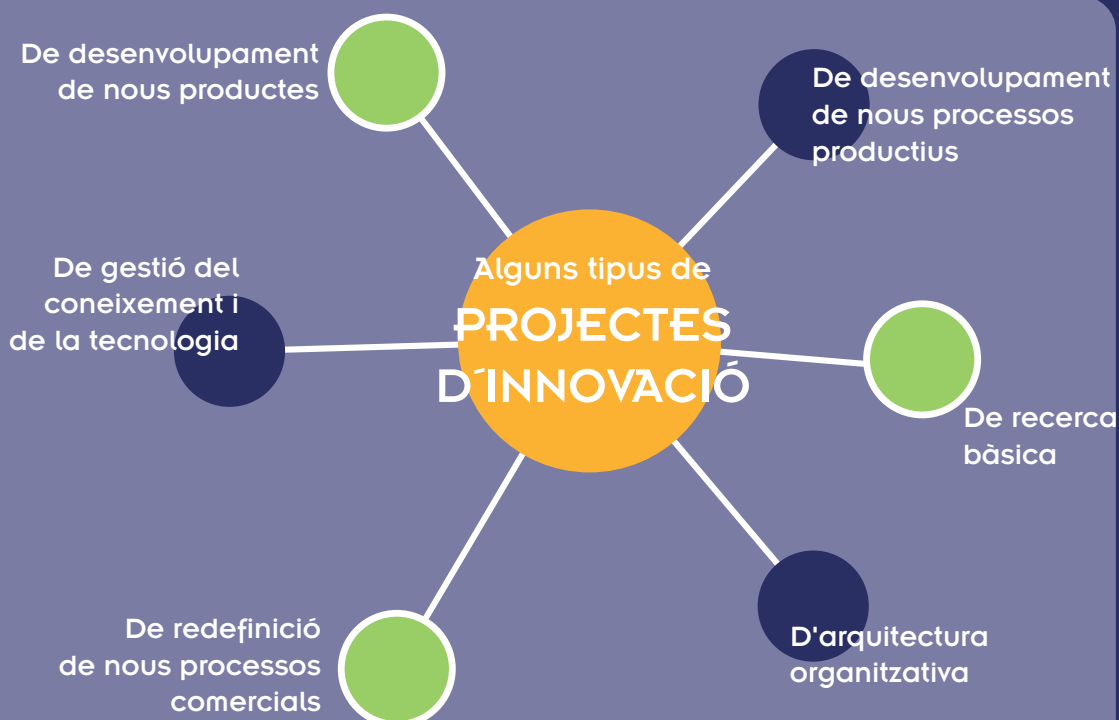 De desenvolupament
de nous productes
De desenvolupament
de nous processos
productius
De gestió del
coneixement i
de la tecnologia
Alguns tipus de
PROJECTES
D´INNOVACIÓ
De recerca
bàsica
De redefinició
de nous processos
comercials
D'arquitectura
organitzativa